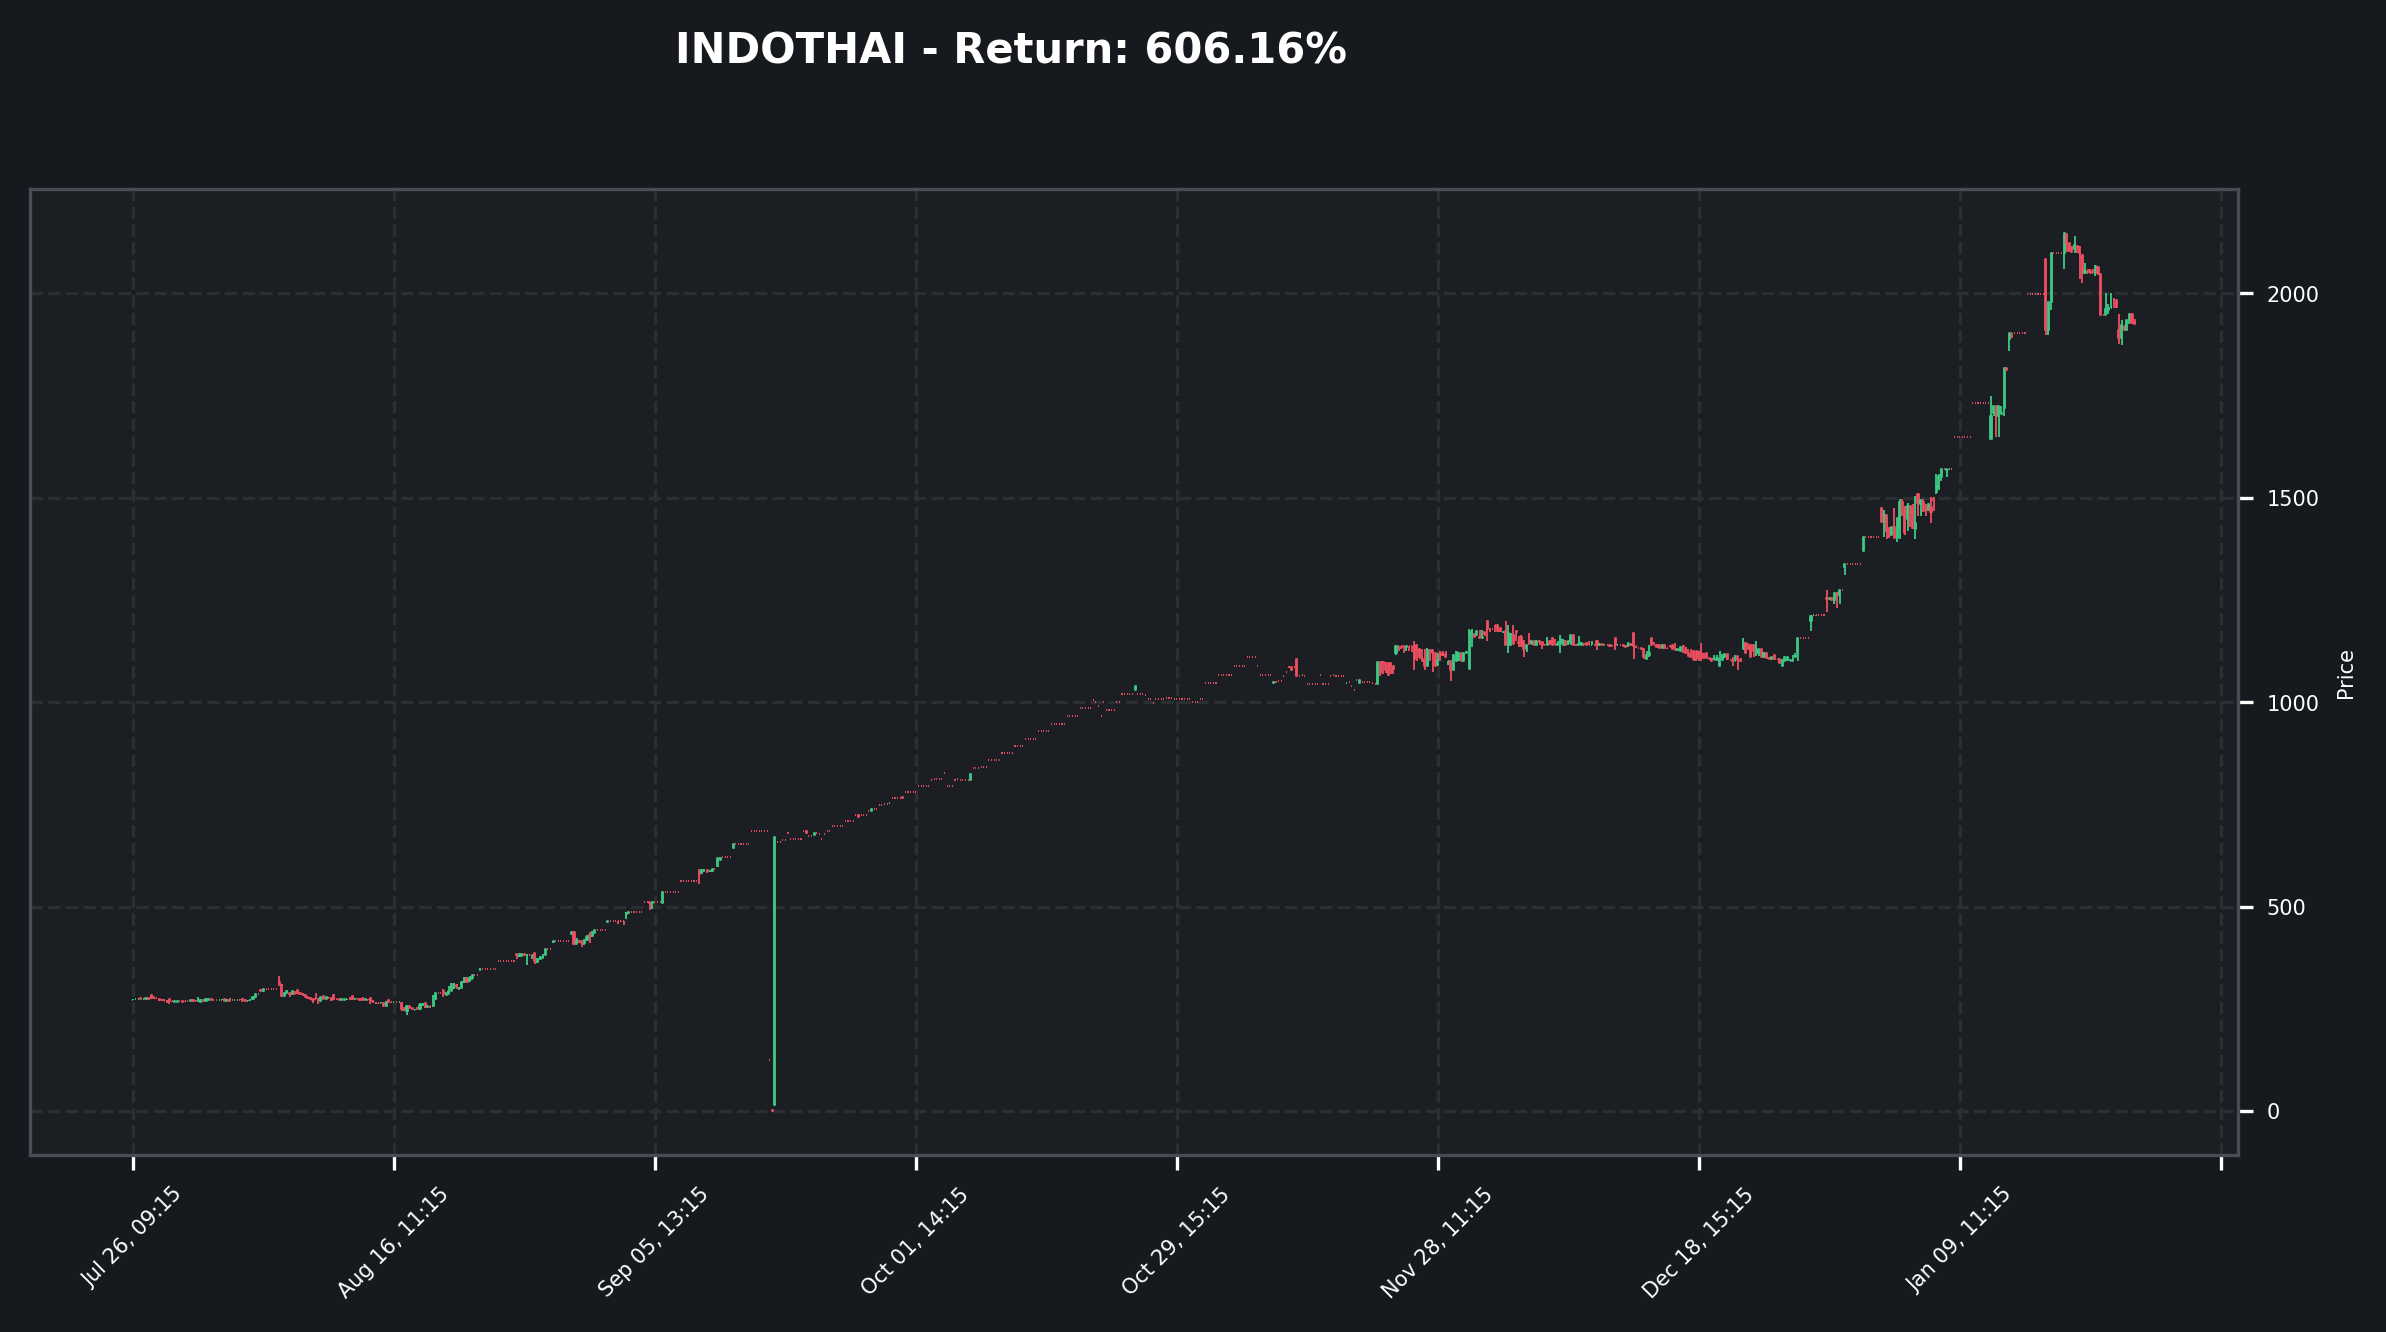 INDOTHAI - Return: 606.16%
2000
1500
1000
500
0
Price
Jul 26, 09:15
Aug 16, 11:15
Sep 05, 13:15
Oct 01, 14:15
Oct 29, 15:15
Nov 28, 11:15
Dec 18, 15:15
Jan 09, 11:15